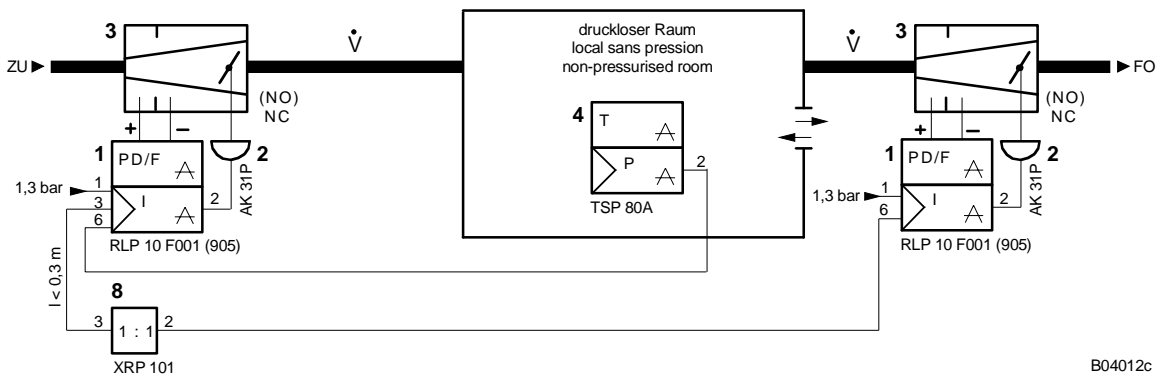 3
V̇
druckloser Raum
local sans pression
non-pressurised room
V̇
3
ZU
FO
(NO)
NC
4
T
P
2
TSP 80A
(NO)
NC
+
–
1
PD/F
2
1,3 bar
1
3
6
I
2
AK 31P
RLP 10 F001 (905)
+
–
1
PD/F
2
1,3 bar
1
6
I
2
AK 31P
RLP 10 F001 (905)
l < 0,3 m
8
3
1 : 1
2
XRP 101
B04012c